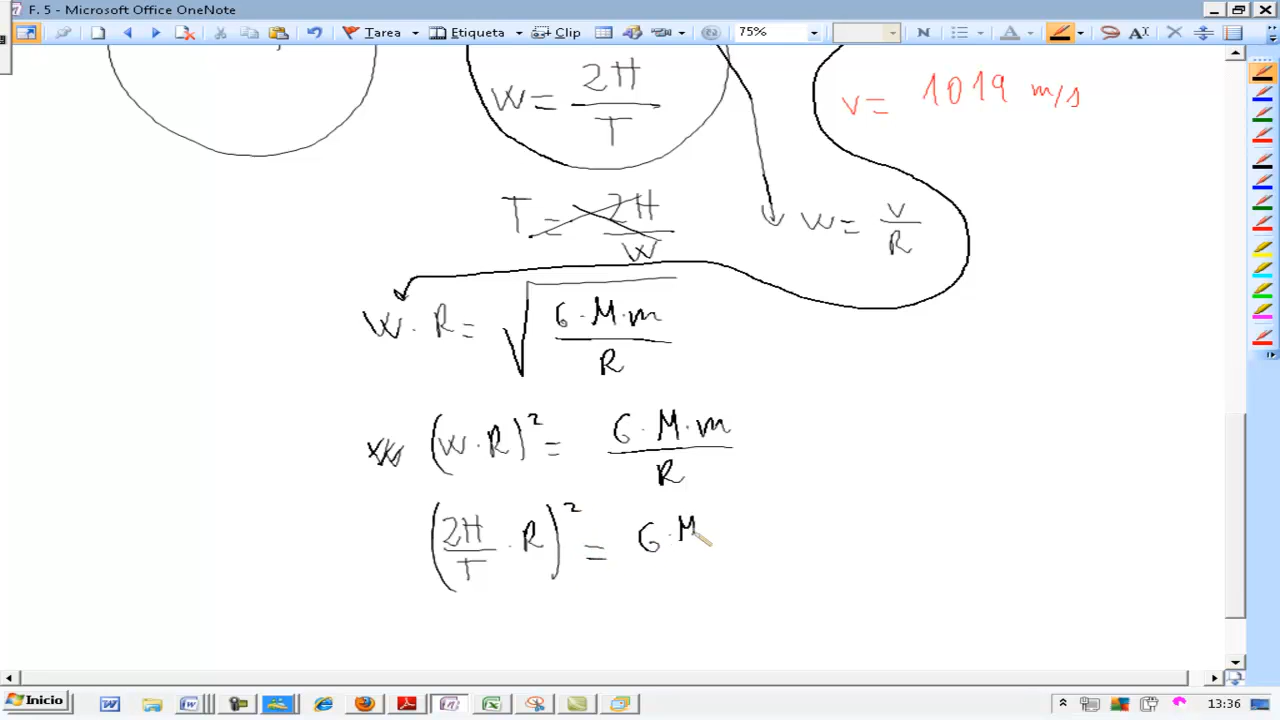 F. 5 - Microsoft Office OneNote
Tarea Etiqueta Clip 75% N A
W = 2π / T
v = 1019 m/s
T = 2π / W
W = v / R
W · R = √(G · M · m / R)
(W · R)² = G · M · m / R
(2π / T · R)² = G · M
Inicio 13:36